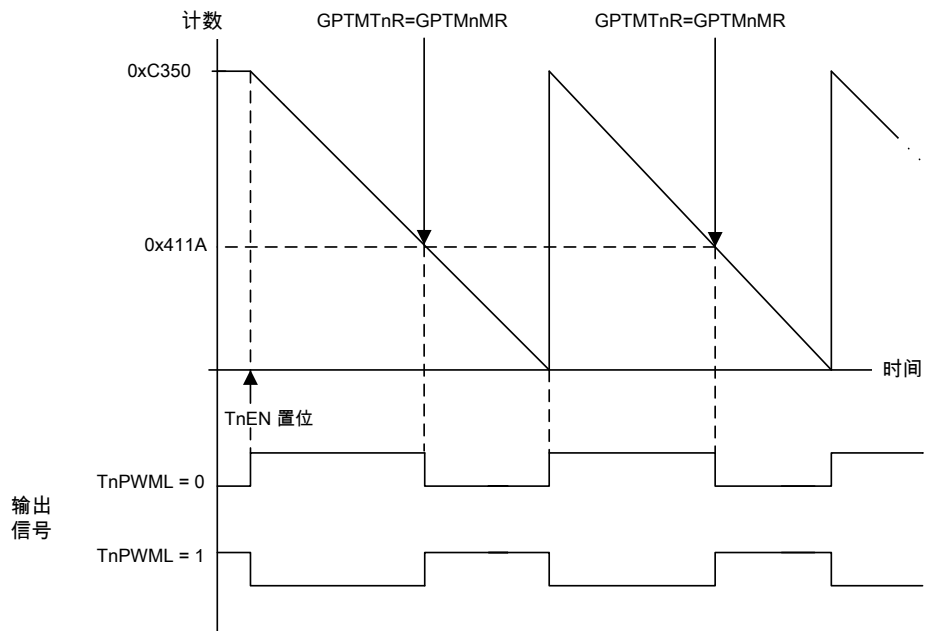 计数
GPTMTnR=GPTMnMR
GPTMTnR=GPTMnMR
0xC350
0x411A
时间
TnEN 置位
TnPWML = 0
输出
信号
TnPWML = 1